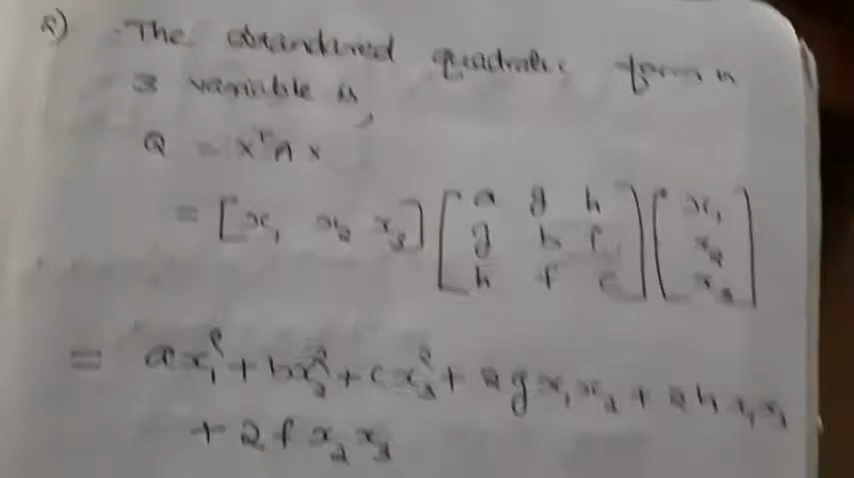 2) The standard quadratic form in
3 variable is,
Q = X^T A X
= [x₁ x₂ x₃] [a g h; g b f; h f c] [x₁; x₂; x₃]
= ax₁² + bx₂² + cx₃² + 2gx₁x₂ + 2hx₁x₃
+ 2fx₂x₃